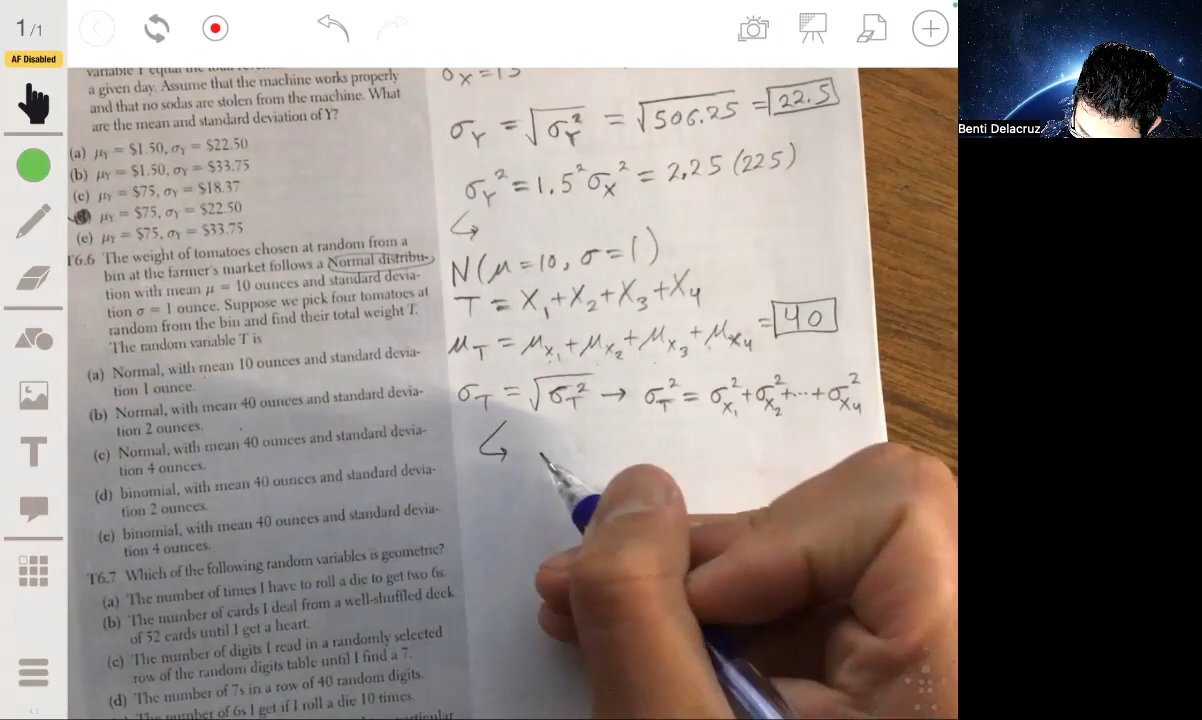 1/1
AF Disabled
a given day. Assume that the machine works properly
and that no sodas are stolen from the machine. What
are the mean and standard deviation of Y?
(a) μY = $1.50, σY = $22.50
(b) μY = $1.50, σY = $33.75
(c) μY = $75, σY = $18.37
μY = $75, σY = $22.50
(e) μY = $75, σY = $33.75
T6.6 The weight of tomatoes chosen at random from a
bin at the farmer's market follows a Normal distribu-
tion with mean μ = 10 ounces and standard devia-
tion σ = 1 ounce. Suppose we pick four tomatoes at
random from the bin and find their total weight T.
The random variable T is
(a) Normal, with mean 10 ounces and standard devia-
tion 1 ounce.
(b) Normal, with mean 40 ounces and standard devia-
tion 2 ounces.
(c) Normal, with mean 40 ounces and standard devia-
tion 4 ounces.
(d) binomial, with mean 40 ounces and standard devia-
tion 2 ounces.
(e) binomial, with mean 40 ounces and standard devia-
tion 4 ounces.
T6.7 Which of the following random variables is geometric?
(a) The number of times I have to roll a die to get two 6s.
(b) The number of cards I deal from a well-shuffled deck
of 52 cards until I get a heart.
(c) The number of digits I read in a randomly selected
row of the random digits table until I find a 7.
(d) The number of 7s in a row of 40 random digits.
The number of 6s I get if I roll a die 10 times.
σX = 15
σY = √σY² = √506.25 = 22.5
σY² = 1.5²σX² = 2.25(225)
N(μ=10, σ=1)
T = X1+X2+X3+X4
μT = μX1+μX2+μX3+μX4 = 40
σT = √σT² → σT² = σX1²+σX2²+...+σX4²
Benti Delacruz
T